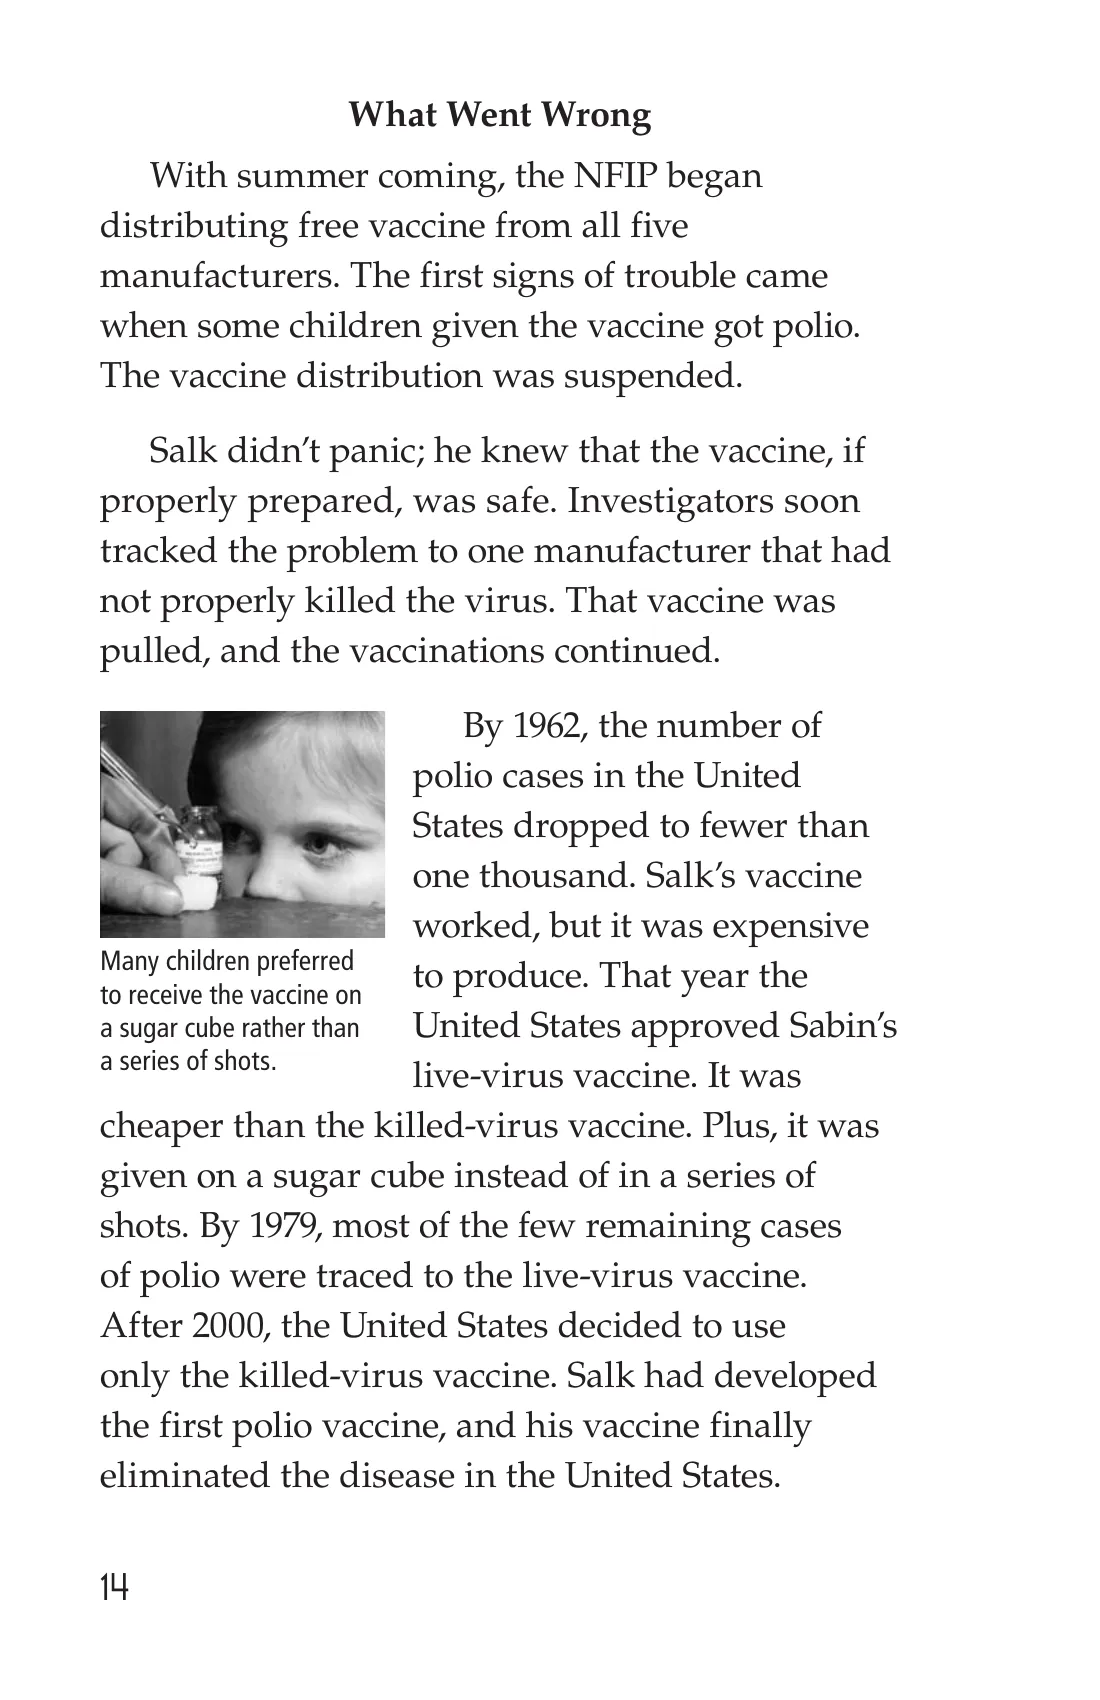 What Went Wrong
With summer coming, the NFIP began
distributing free vaccine from all five
manufacturers. The first signs of trouble came
when some children given the vaccine got polio.
The vaccine distribution was suspended.
Salk didn’t panic; he knew that the vaccine, if
properly prepared, was safe. Investigators soon
tracked the problem to one manufacturer that had
not properly killed the virus. That vaccine was
pulled, and the vaccinations continued.
Many children preferred
to receive the vaccine on
a sugar cube rather than
a series of shots.
By 1962, the number of
polio cases in the United
States dropped to fewer than
one thousand. Salk’s vaccine
worked, but it was expensive
to produce. That year the
United States approved Sabin’s
live-virus vaccine. It was
cheaper than the killed-virus vaccine. Plus, it was
given on a sugar cube instead of in a series of
shots. By 1979, most of the few remaining cases
of polio were traced to the live-virus vaccine.
After 2000, the United States decided to use
only the killed-virus vaccine. Salk had developed
the first polio vaccine, and his vaccine finally
eliminated the disease in the United States.
14